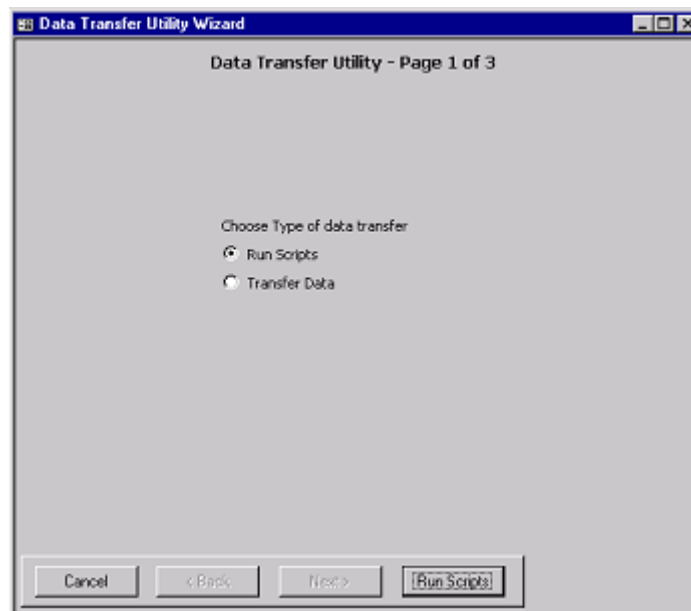 Data Transfer Utility Wizard
Data Transfer Utility - Page 1 of 3
Choose Type of data transfer
Run Scripts
Transfer Data
Cancel
< Back
Next >
Run Scripts